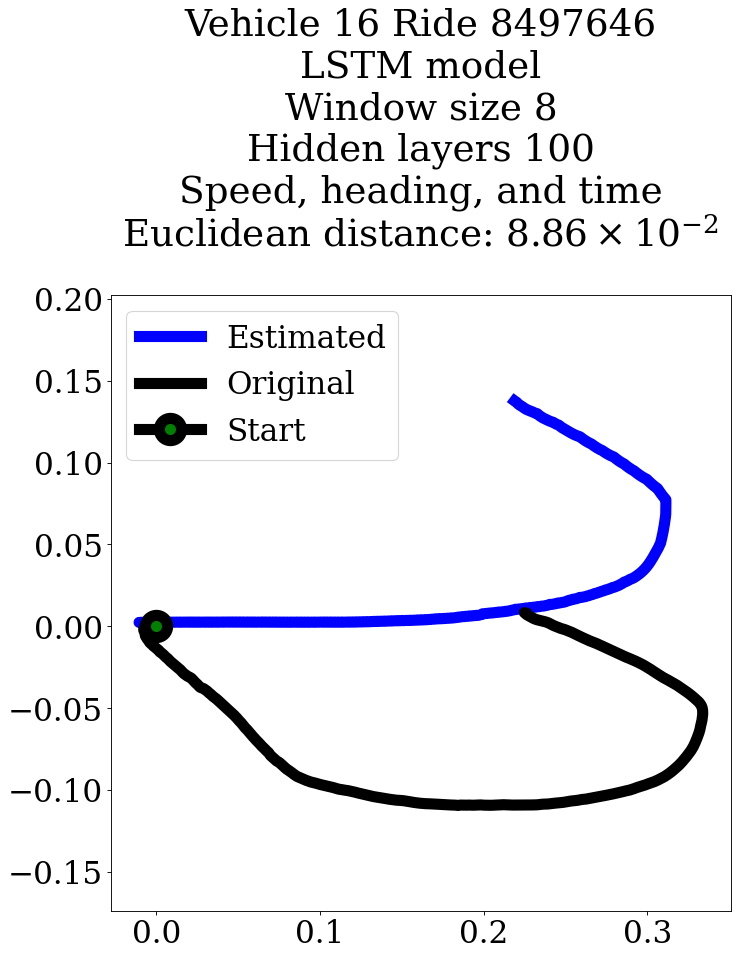 Vehicle 16 Ride 8497646
LSTM model
Window size 8
Hidden layers 100
Speed, heading, and time
Euclidean distance: 8.86 × 10⁻²
0.20
Estimated
0.15
Original
Start
0.10
0.05
0.00
−0.05
−0.10
−0.15
0.0 0.1 0.2 0.3